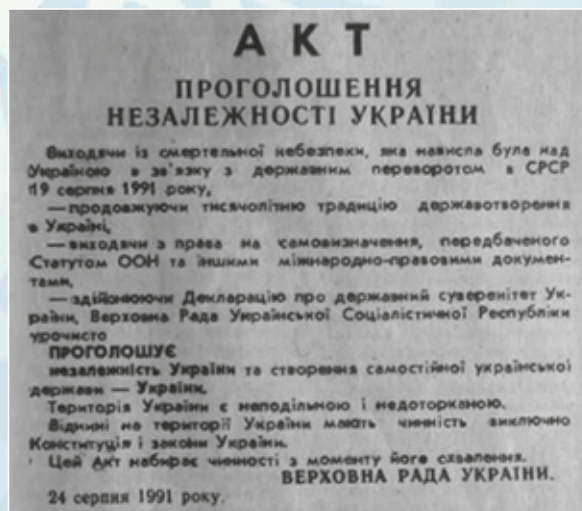 АКТ
ПРОГОЛОШЕННЯ
НЕЗАЛЕЖНОСТІ УКРАЇНИ
Виходячи із смертельної небезпеки, яка нависла була над
Україною в зв'язку з державним переворотом в СРСР
19 серпня 1991 року,
—продовжуючи тисячолітню традицію державотворення
в Україні,
—виходячи з права на самовизначення, передбаченого
Статутом ООН та іншими міжнародно-правовими докумен-
тами,
—здійснюючи Декларацію про державний суверенітет Ук-
раїни, Верховна Рада Української Соціалістичної Республіки
урочисто
ПРОГОЛОШУЄ
незалежність України та створення самостійної української
держави — України.
Територія України є неподільною і недоторканою.
Віднині на території України мають чинність виключно
Конституція і закони України.
Цей Акт набирає чинності з моменту його схвалення.
ВЕРХОВНА РАДА УКРАЇНИ.
24 серпня 1991 року.